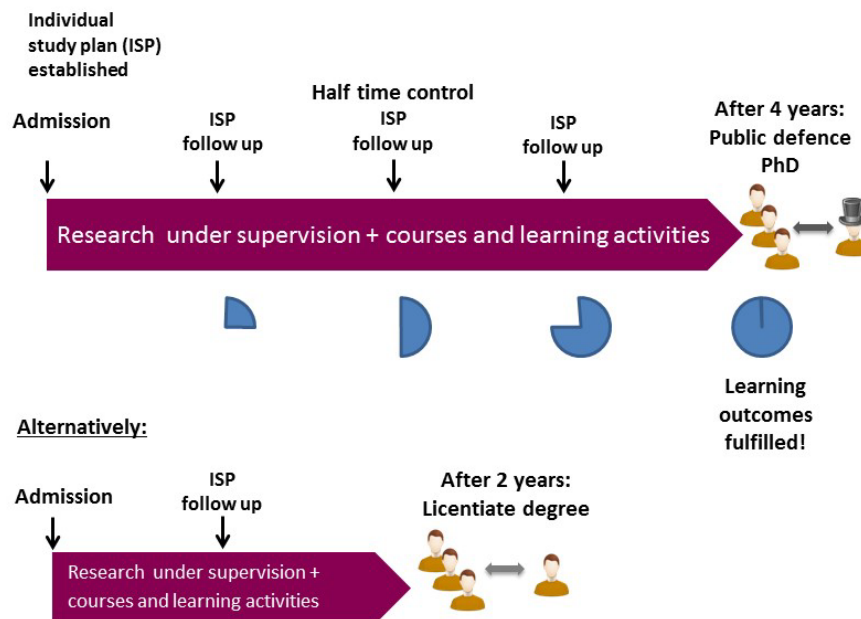 Individual
study plan (ISP)
established
Admission
ISP
follow up
Half time control
ISP
follow up
ISP
follow up
After 4 years:
Public defence
PhD
Research under supervision + courses and learning activities
Learning
outcomes
fulfilled!
Alternatively:
Admission
ISP
follow up
After 2 years:
Licentiate degree
Research under supervision +
courses and learning activities